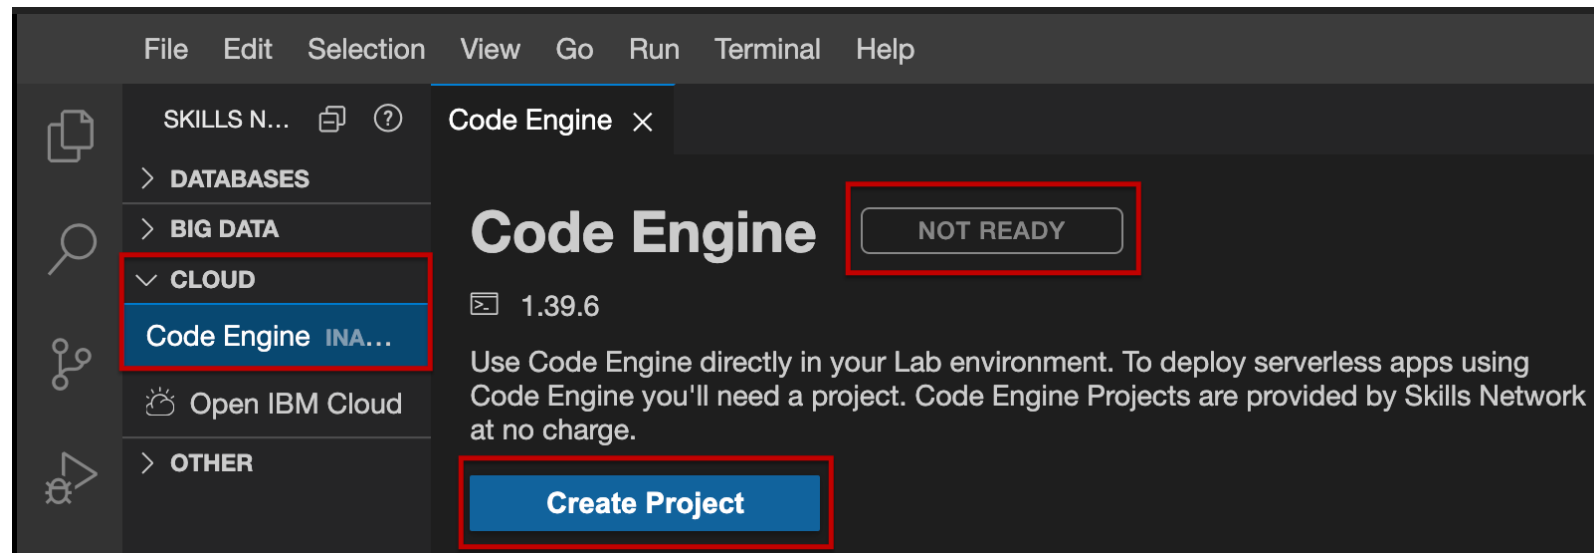 File Edit Selection View Go Run Terminal Help
SKILLS N...
Code Engine
DATABASES
BIG DATA
CLOUD
Code Engine INA...
Open IBM Cloud
OTHER
Code Engine NOT READY
1.39.6
Use Code Engine directly in your Lab environment. To deploy serverless apps using
Code Engine you'll need a project. Code Engine Projects are provided by Skills Network
at no charge.
Create Project